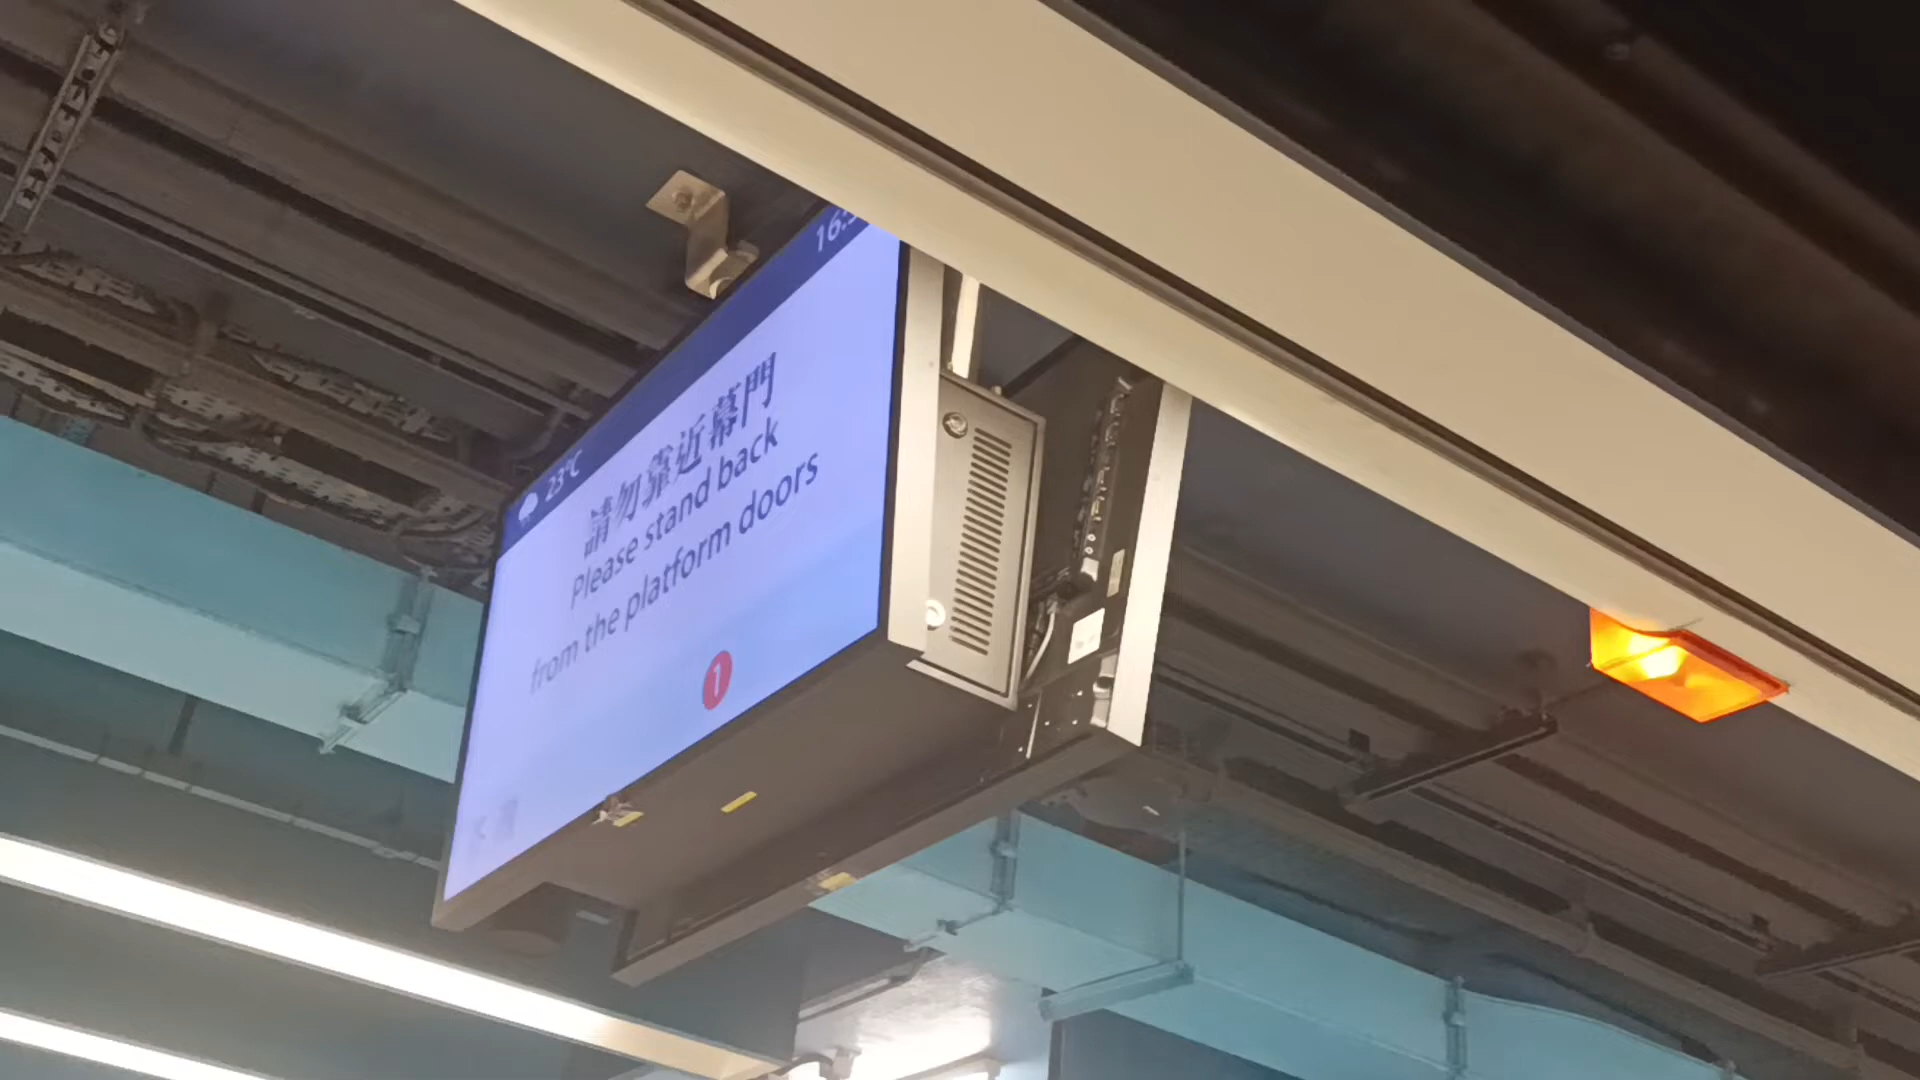 23°C
請勿靠近幕門
Please stand back
from the platform doors
1